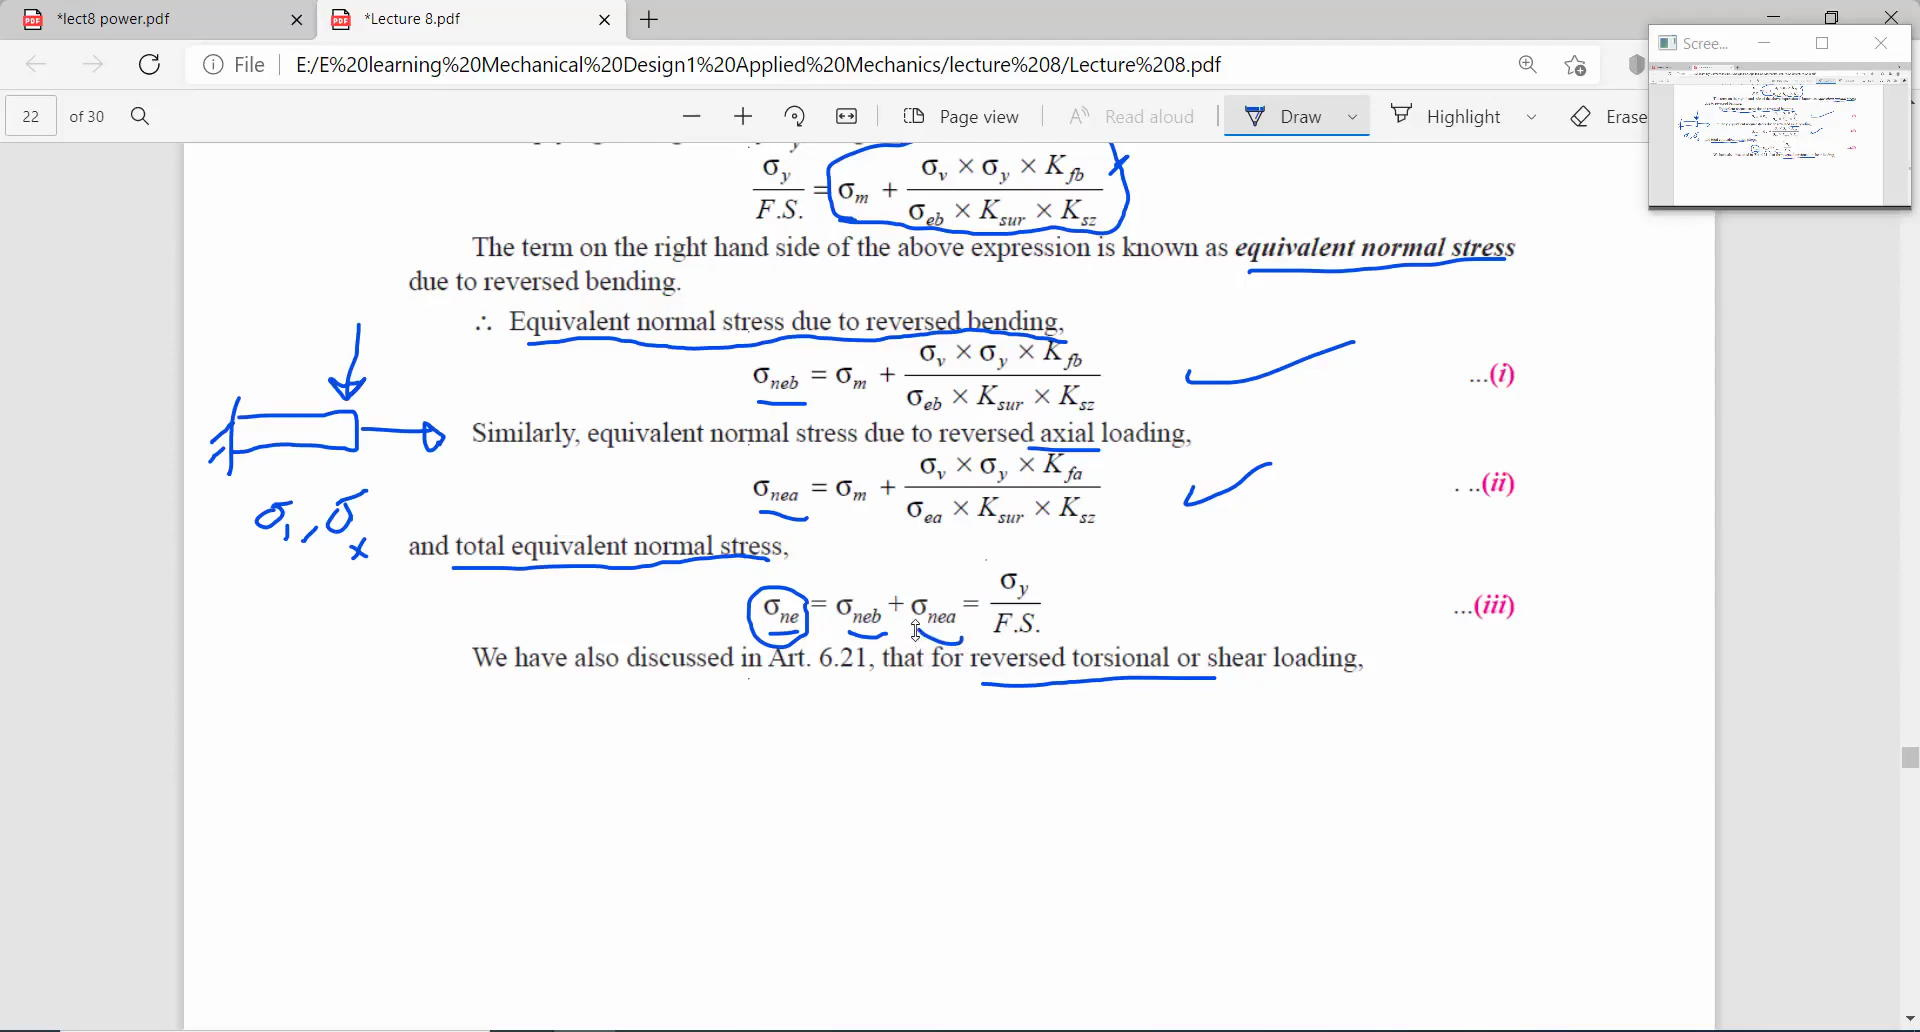 *lect8 power.pdf
*Lecture 8.pdf
Scree...
File
E:/E%20learning%20Mechanical%20Design1%20Applied%20Mechanics/lecture%208/Lecture%208.pdf
22 of 30
Page view
Read aloud
Draw
Highlight
Erase
σy / F.S. = σm + (σv × σy × Kfb) / (σeb × Ksur × Ksz)
The term on the right hand side of the above expression is known as equivalent normal stress
due to reversed bending.
∴ Equivalent normal stress due to reversed bending,
σneb = σm + (σv × σy × Kfb) / (σeb × Ksur × Ksz) ...(i)
Similarly, equivalent normal stress due to reversed axial loading,
σnea = σm + (σv × σy × Kfa) / (σea × Ksur × Ksz) . ..(ii)
σ1, σx
and total equivalent normal stress,
σne = σneb + σnea = σy / F.S. ...(iii)
We have also discussed in Art. 6.21, that for reversed torsional or shear loading,